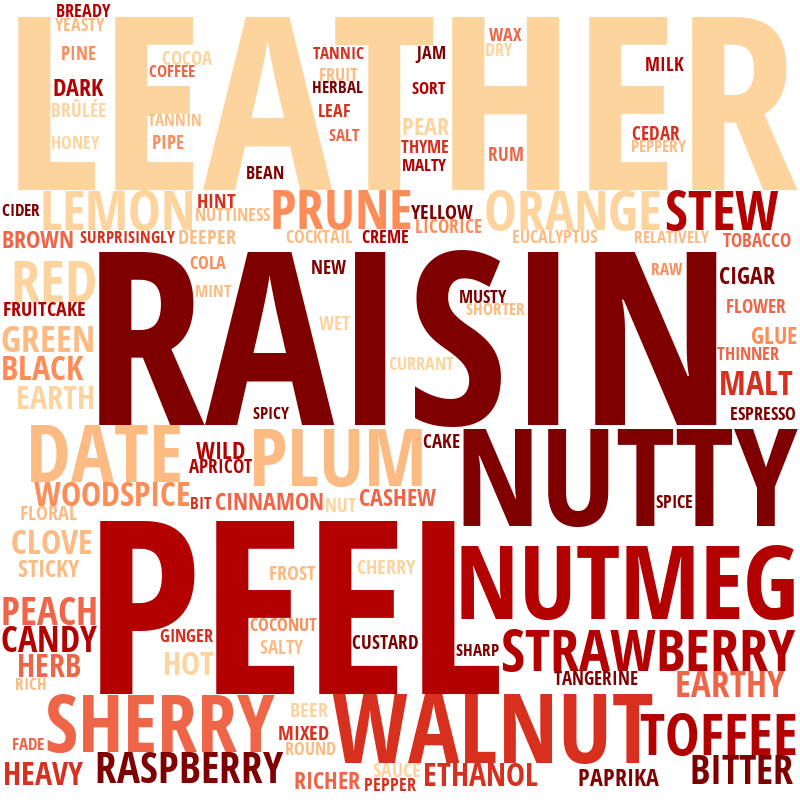 BREADY
YEASTY
LEATHER
PINE
COCOA
COFFEE
TANNIC
FRUIT
JAM
WAX
DRY
MILK
DARK
HERBAL
SORT
BRÛLÉE
LEAF
TANNIN
PEAR
SALT
CEDAR
HONEY
PIPE
THYME
PEPPERY
MALTY
RUM
BEAN
CIDER
LEMON
HINT
NUTTINESS
PRUNE
YELLOW
ORANGE
STEW
LICORICE
BROWN
SURPRISINGLY
DEEPER
COCKTAIL
CREME
EUCALYPTUS
RELATIVELY
TOBACCO
RAISIN
COLA
NEW
RAW
RED
CIGAR
MINT
MUSTY
SHORTER
FRUITCAKE
FLOWER
WET
GREEN
GLUE
THINNER
BLACK
CURRANT
MALT
EARTH
SPICY
ESPRESSO
DATE
WILD
PLUM
CAKE
NUTTY
APRICOT
WOODSPICE
BIT
CINNAMON
NUT
CASHEW
SPICE
FLORAL
PEEL
CLOVE
STICKY
FROST
CHERRY
NUTMEG
PEACH
CANDY
GINGER
COCONUT
SALTY
CUSTARD
SHARP
STRAWBERRY
HERB
HOT
TANGERINE
EARTHY
RICH
SHERRY
BEER
WALNUT
TOFFEE
FADE
MIXED
ROUND
HEAVY
RASPBERRY
RICHER
SAUCE
PEPPER
ETHANOL
PAPRIKA
BITTER